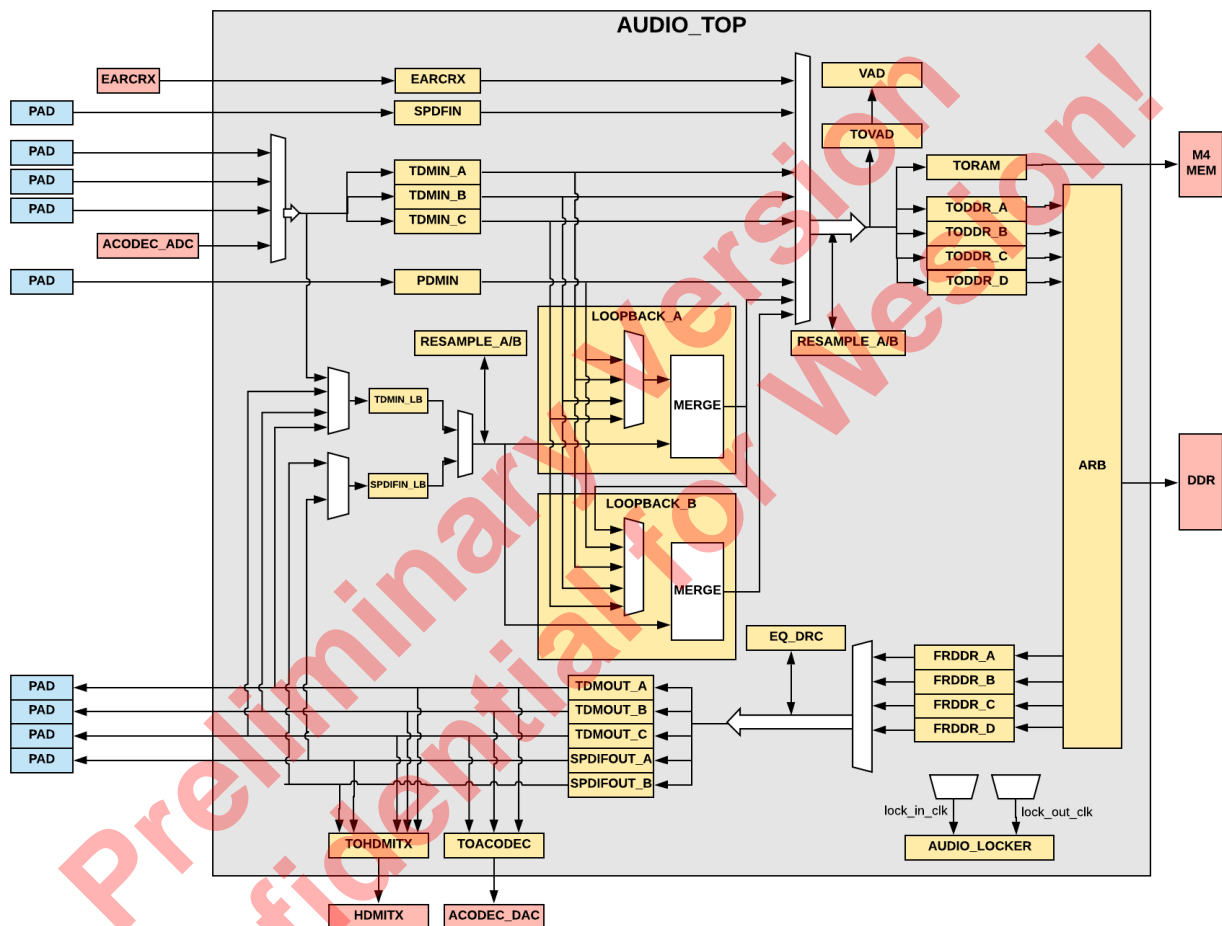 AUDIO_TOP
EARCRX
EARCRX
VAD
PAD
SPDFIN
TOVAD
PAD
PAD
PAD
TDMIN_A
TDMIN_B
TDMIN_C
TORAM
M4
MEM
TODDR_A
TODDR_B
TODDR_C
TODDR_D
ACODEC_ADC
PAD
PDMIN
LOOPBACK_A
RESAMPLE_A/B
RESAMPLE_A/B
TDMIN_LB
MERGE
SPDIFIN_LB
ARB
DDR
LOOPBACK_B
MERGE
EQ_DRC
FRDDR_A
FRDDR_B
FRDDR_C
FRDDR_D
PAD
PAD
PAD
PAD
TDMOUT_A
TDMOUT_B
TDMOUT_C
SPDIFOUT_A
SPDIFOUT_B
lock_in_clk
lock_out_clk
TOHDMITX
TOACODEC
AUDIO_LOCKER
HDMITX
ACODEC_DAC
Preliminary Version
fidential for Wesion!